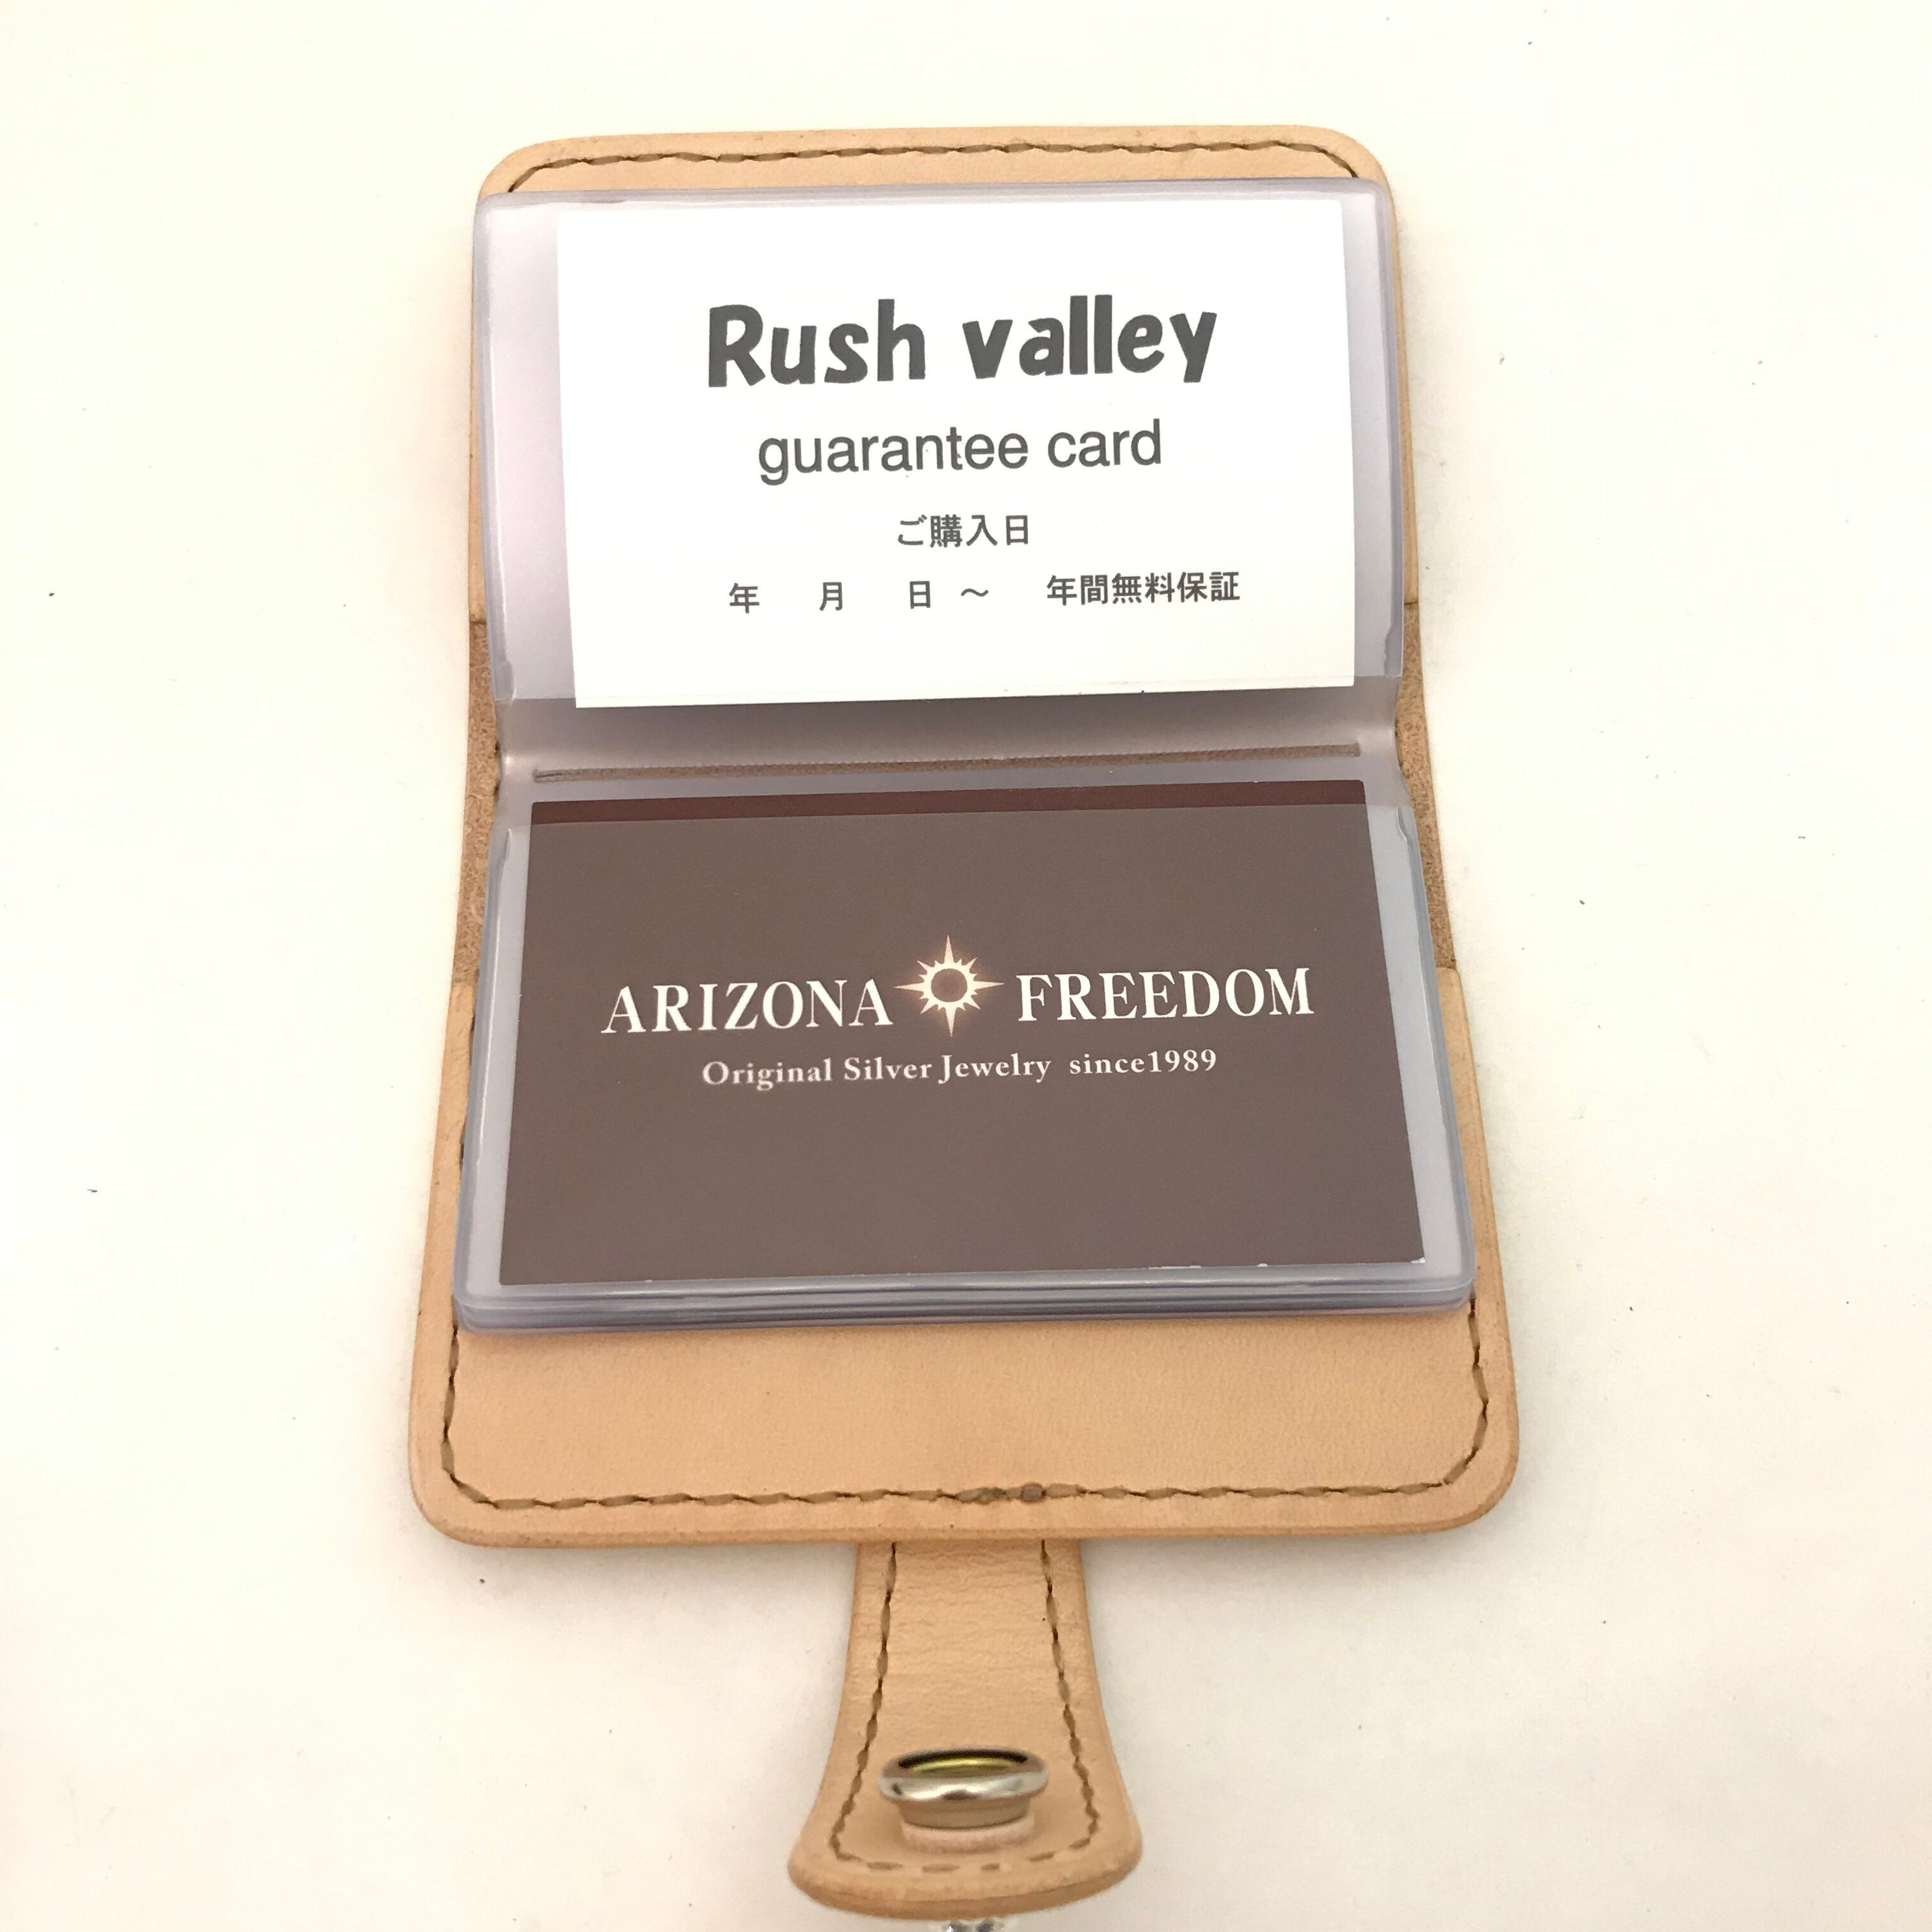 Rush valley
guarantee card
ご購入日
年 月 日 ～ 年間無料保証
ARIZONA FREEDOM
Original Silver Jewelry since1989